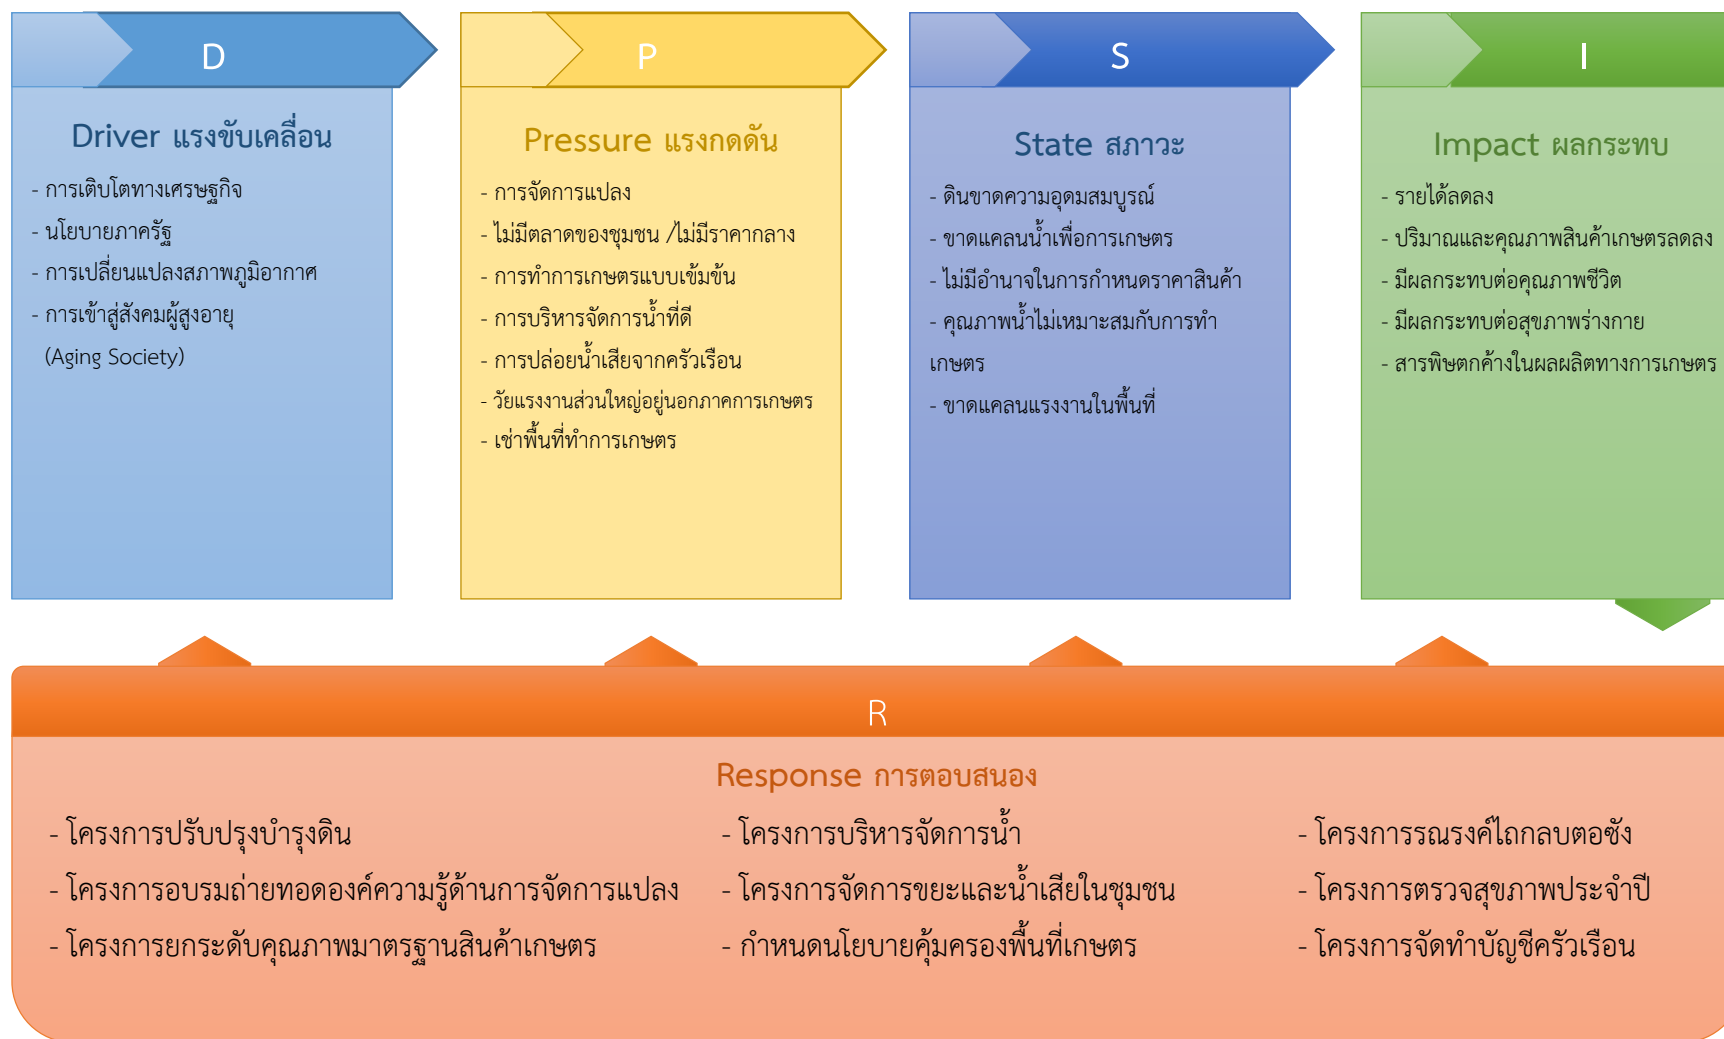 D
Driver แรงขับเคลื่อน
- การเติบโตทางเศรษฐกิจ
- นโยบายภาครัฐ
- การเปลี่ยนแปลงสภาพภูมิอากาศ
- การเข้าสู่สังคมผู้สูงอายุ
(Aging Society)
P
Pressure แรงกดดัน
- การจัดการแปลง
- ไม่มีตลาดของชุมชน /ไม่มีราคากลาง
- การทำการเกษตรแบบเข้มข้น
- การบริหารจัดการน้ำที่ดี
- การปล่อยน้ำเสียจากครัวเรือน
- วัยแรงงานส่วนใหญ่อยู่นอกภาคการเกษตร
- เช่าพื้นที่ทำการเกษตร
S
State สภาวะ
- ดินขาดความอุดมสมบูรณ์
- ขาดแคลนน้ำเพื่อการเกษตร
- ไม่มีอำนาจในการกำหนดราคาสินค้า
- คุณภาพน้ำไม่เหมาะสมกับการทำ
เกษตร
- ขาดแคลนแรงงานในพื้นที่
I
Impact ผลกระทบ
- รายได้ลดลง
- ปริมาณและคุณภาพสินค้าเกษตรลดลง
- มีผลกระทบต่อคุณภาพชีวิต
- มีผลกระทบต่อสุขภาพร่างกาย
- สารพิษตกค้างในผลผลิตทางการเกษตร
R
Response การตอบสนอง
- โครงการปรับปรุงบำรุงดิน
- โครงการอบรมถ่ายทอดองค์ความรู้ด้านการจัดการแปลง
- โครงการยกระดับคุณภาพมาตรฐานสินค้าเกษตร
- โครงการบริหารจัดการน้ำ
- โครงการจัดการขยะและน้ำเสียในชุมชน
- กำหนดนโยบายคุ้มครองพื้นที่เกษตร
- โครงการรณรงค์ไถกลบตอซัง
- โครงการตรวจสุขภาพประจำปี
- โครงการจัดทำบัญชีครัวเรือน